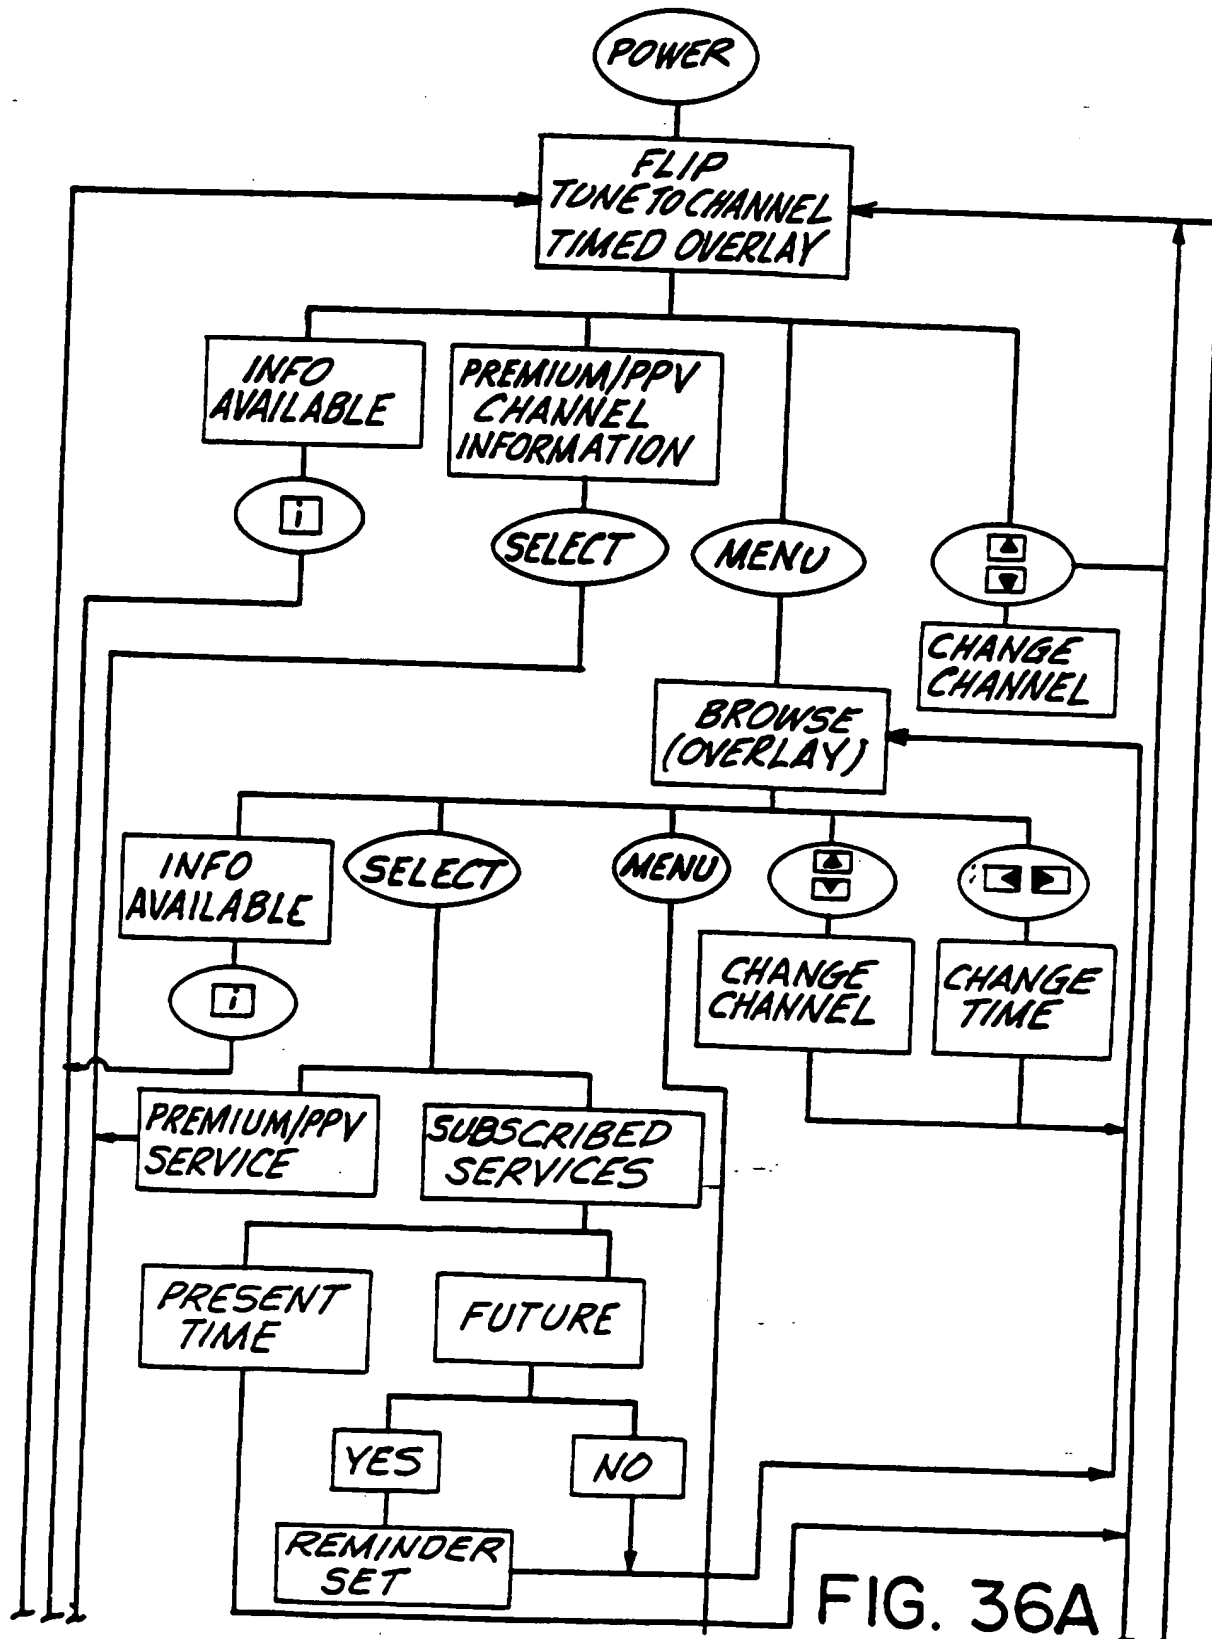 POWER
FLIP
TUNE TO CHANNEL
TIMED OVERLAY
INFO
AVAILABLE
PREMIUM/PPV
CHANNEL
INFORMATION
i
SELECT
MENU
CHANGE
CHANNEL
BROWSE
(OVERLAY)
INFO
AVAILABLE
SELECT
MENU
i
CHANGE
CHANNEL
CHANGE
TIME
PREMIUM/PPV
SERVICE
SUBSCRIBED
SERVICES
PRESENT
TIME
FUTURE
YES
NO
REMINDER
SET
FIG. 36A